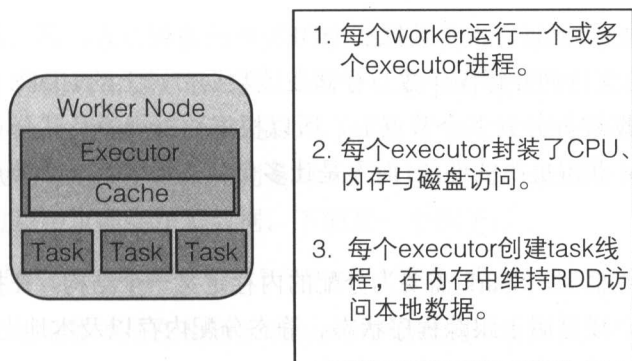 Worker Node
Executor
Cache
Task Task Task
1. 每个worker运行一个或多
个executor进程。
2. 每个executor封装了CPU、
内存与磁盘访问。
3. 每个executor创建task线
程，在内存中维持RDD访
问本地数据。